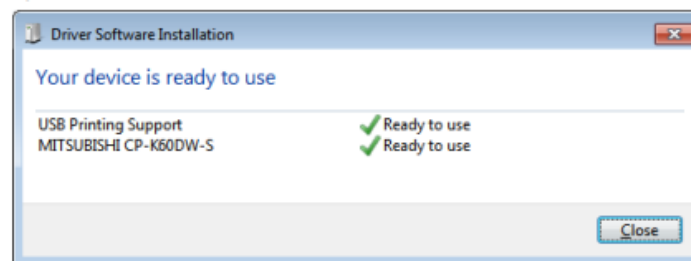 Driver Software Installation
Your device is ready to use
USB Printing Support Ready to use
MITSUBISHI CP-K60DW-S Ready to use
Close